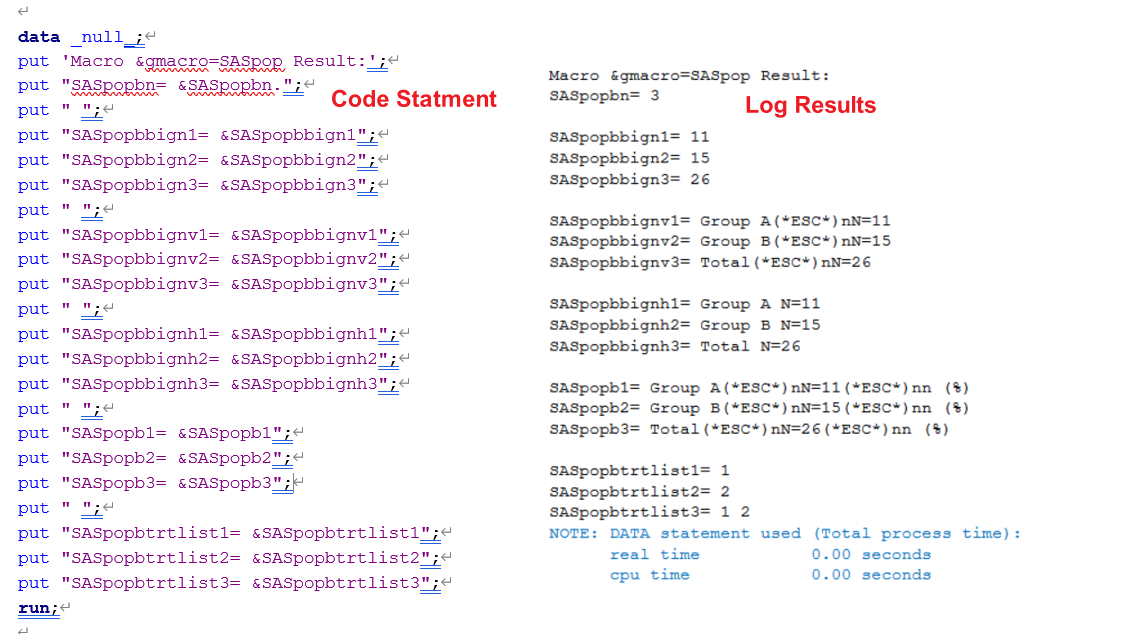 data _null_;
put 'Macro &gmacro=SASpop Result:';
put "SASpopbn= &SASpopbn.";
put " ";
put "SASpopbbign1= &SASpopbbign1";
put "SASpopbbign2= &SASpopbbign2";
put "SASpopbbign3= &SASpopbbign3";
put " ";
put "SASpopbbignv1= &SASpopbbignv1";
put "SASpopbbignv2= &SASpopbbignv2";
put "SASpopbbignv3= &SASpopbbignv3";
put " ";
put "SASpopbbignh1= &SASpopbbignh1";
put "SASpopbbignh2= &SASpopbbignh2";
put "SASpopbbignh3= &SASpopbbignh3";
put " ";
put "SASpopb1= &SASpopb1";
put "SASpopb2= &SASpopb2";
put "SASpopb3= &SASpopb3";
put " ";
put "SASpopbtrtlist1= &SASpopbtrtlist1";
put "SASpopbtrtlist2= &SASpopbtrtlist2";
put "SASpopbtrtlist3= &SASpopbtrtlist3";
run;
Code Statment
Macro &gmacro=SASpop Result:
SASpopbn= 3
Log Results
SASpopbbign1= 11
SASpopbbign2= 15
SASpopbbign3= 26
SASpopbbignv1= Group A(*ESC*)nN=11
SASpopbbignv2= Group B(*ESC*)nN=15
SASpopbbignv3= Total(*ESC*)nN=26
SASpopbbignh1= Group A N=11
SASpopbbignh2= Group B N=15
SASpopbbignh3= Total N=26
SASpopb1= Group A(*ESC*)nN=11(*ESC*)nn (%)
SASpopb2= Group B(*ESC*)nN=15(*ESC*)nn (%)
SASpopb3= Total(*ESC*)nN=26(*ESC*)nn (%)
SASpopbtrtlist1= 1
SASpopbtrtlist2= 2
SASpopbtrtlist3= 1 2
NOTE: DATA statement used (Total process time):
real time 0.00 seconds
cpu time 0.00 seconds